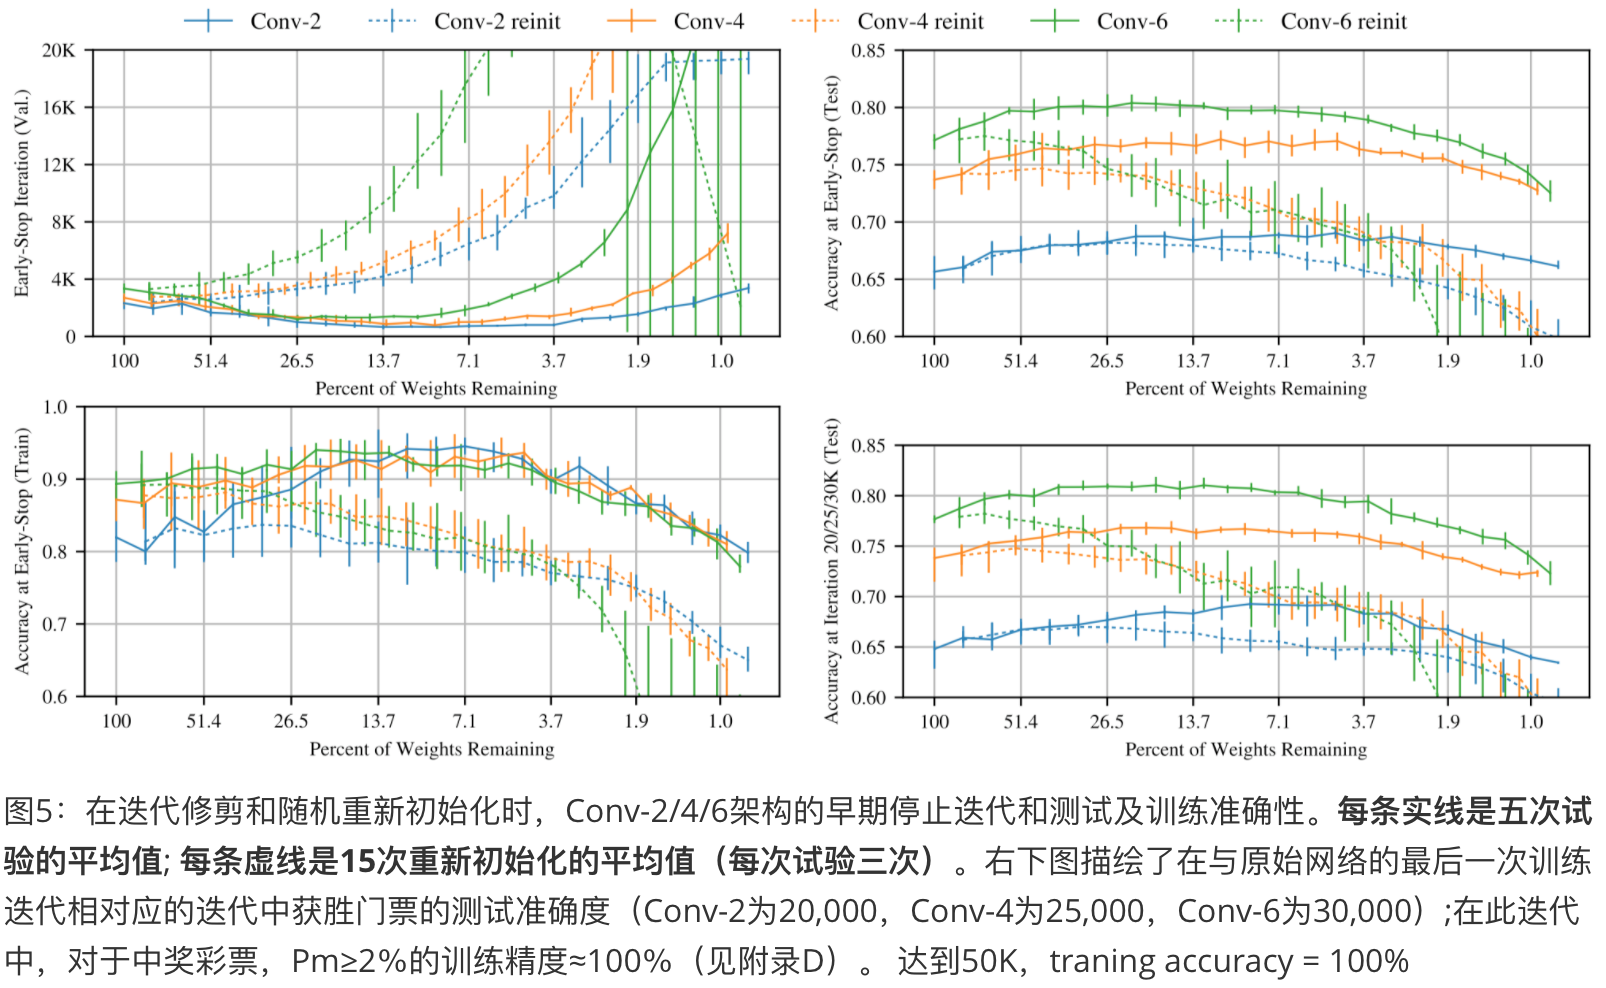 Conv-2 Conv-2 reinit Conv-4 Conv-4 reinit Conv-6 Conv-6 reinit
Early-Stop Iteration (Val.)
20K
16K
12K
8K
4K
0
100 51.4 26.5 13.7 7.1 3.7 1.9 1.0
Percent of Weights Remaining
Accuracy at Early-Stop (Test)
0.85
0.80
0.75
0.70
0.65
0.60
100 51.4 26.5 13.7 7.1 3.7 1.9 1.0
Percent of Weights Remaining
Accuracy at Early-Stop (Train)
1.0
0.9
0.8
0.7
0.6
100 51.4 26.5 13.7 7.1 3.7 1.9 1.0
Percent of Weights Remaining
Accuracy at Iteration 20/25/30K (Test)
0.85
0.80
0.75
0.70
0.65
0.60
100 51.4 26.5 13.7 7.1 3.7 1.9 1.0
Percent of Weights Remaining
图5：在迭代修剪和随机重新初始化时，Conv-2/4/6架构的早期停止迭代和测试及训练准确性。每条实线是五次试
验的平均值; 每条虚线是15次重新初始化的平均值（每次试验三次）。右下图描绘了在与原始网络的最后一次训练
迭代相对应的迭代中获胜门票的测试准确度（Conv-2为20,000，Conv-4为25,000，Conv-6为30,000）;在此迭代
中，对于中奖彩票，Pm≥2%的训练精度≈100%（见附录D）。 达到50K，traning accuracy = 100%